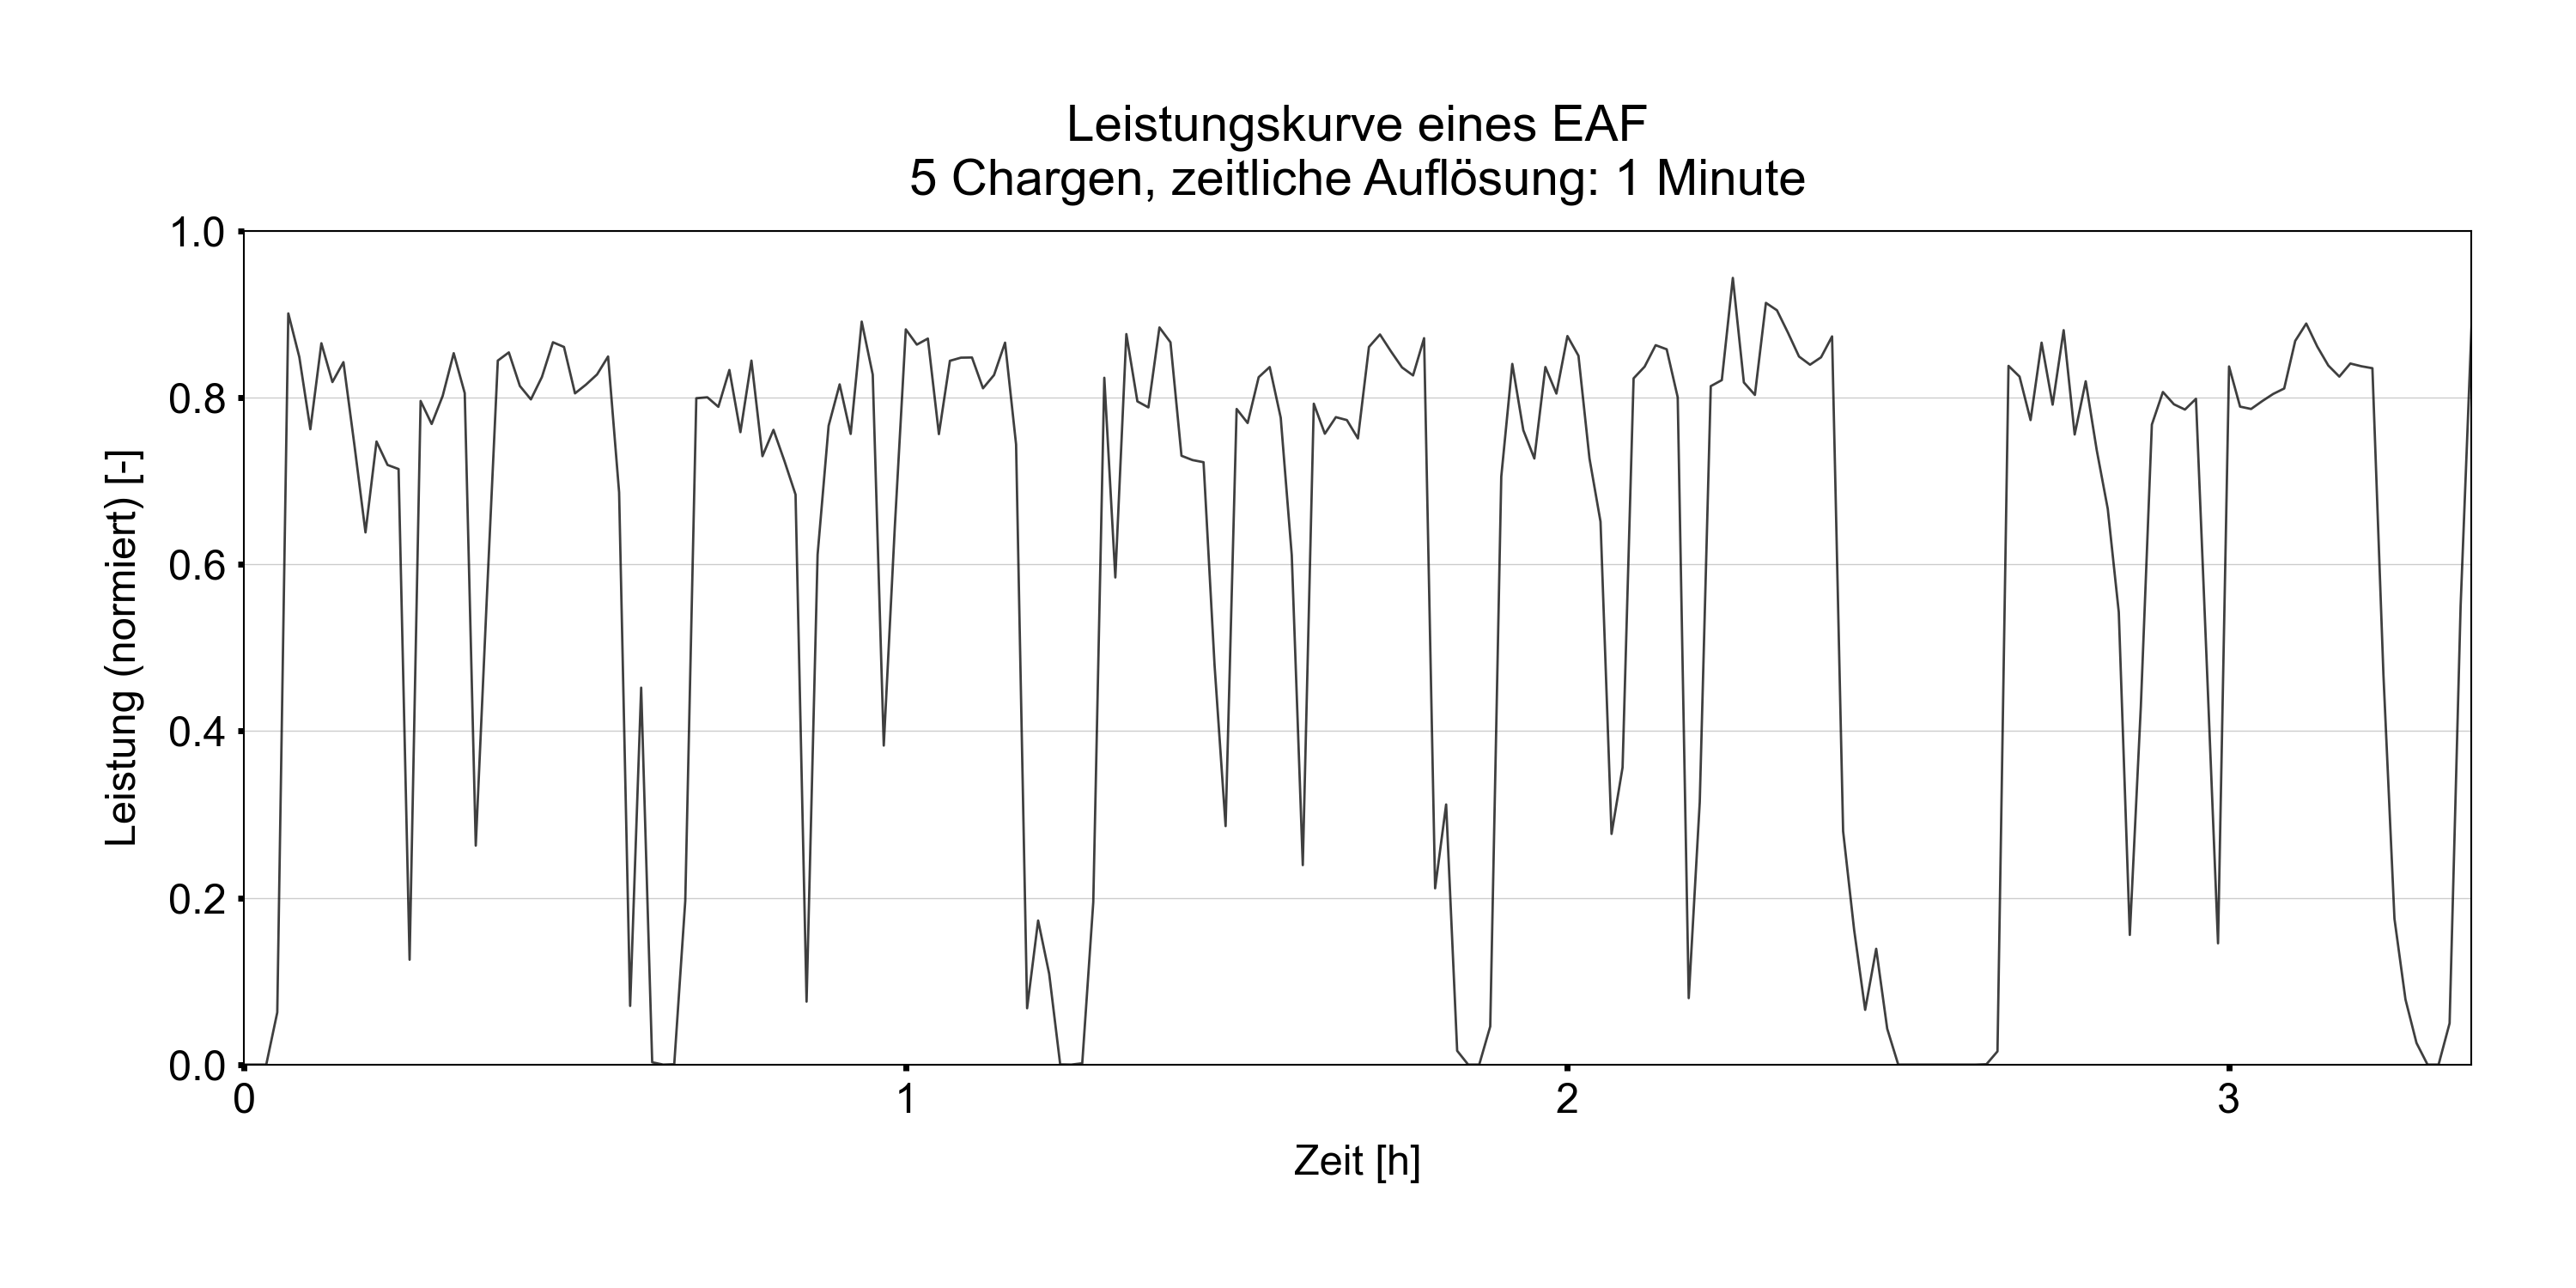 Leistungskurve eines EAF
5 Chargen, zeitliche Auflösung: 1 Minute
Leistung (normiert) [-]
1.0
0.8
0.6
0.4
0.2
0.0
0 1 2 3
Zeit [h]